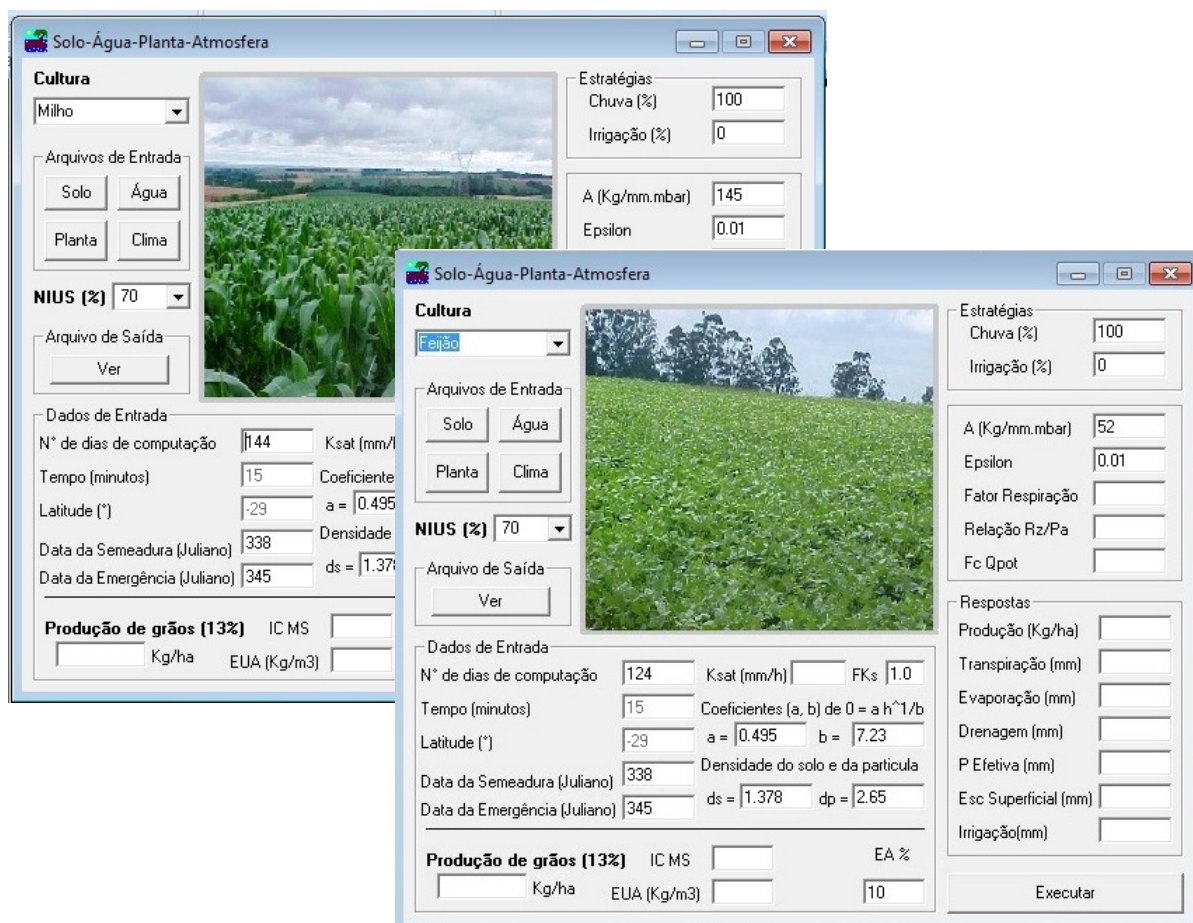 Solo-Água-Planta-Atmosfera
Cultura
Milho
Arquivos de Entrada
Solo Água
Planta Clima
NIUS (%) 70
Arquivo de Saída
Ver
Estratégias
Chuva (%) 100
Irrigação (%) 0
A (Kg/mm.mbar) 145
Epsilon 0.01
Dados de Entrada
N° de dias de computação 144 Ksat (mm/
Tempo (minutos) 15 Coeficientes
Latitude (°) -29 a = 0.495
Data da Semeadura (Juliano) 338 Densidade
Data da Emergência (Juliano) 345 ds = 1.378
Produção de grãos (13%) IC MS
Kg/ha EUA (Kg/m3)
Solo-Água-Planta-Atmosfera
Cultura
Feijão
Arquivos de Entrada
Solo Água
Planta Clima
NIUS (%) 70
Arquivo de Saída
Ver
Estratégias
Chuva (%) 100
Irrigação (%) 0
A (Kg/mm.mbar) 52
Epsilon 0.01
Fator Respiração
Relação Rz/Pa
Fc Qpot
Dados de Entrada
N° de dias de computação 124 Ksat (mm/h) FKs 1.0
Tempo (minutos) 15 Coeficientes (a, b) de 0 = a h^1/b
Latitude (°) -29 a = 0.495 b = 7.23
Data da Semeadura (Juliano) 338 Densidade do solo e da particula
Data da Emergência (Juliano) 345 ds = 1.378 dp = 2.65
Produção de grãos (13%) IC MS EA %
Kg/ha EUA (Kg/m3) 10
Respostas
Produção (Kg/ha)
Transpiração (mm)
Evaporação (mm)
Drenagem (mm)
P Efetiva (mm)
Esc Superficial (mm)
Irrigação(mm)
Executar